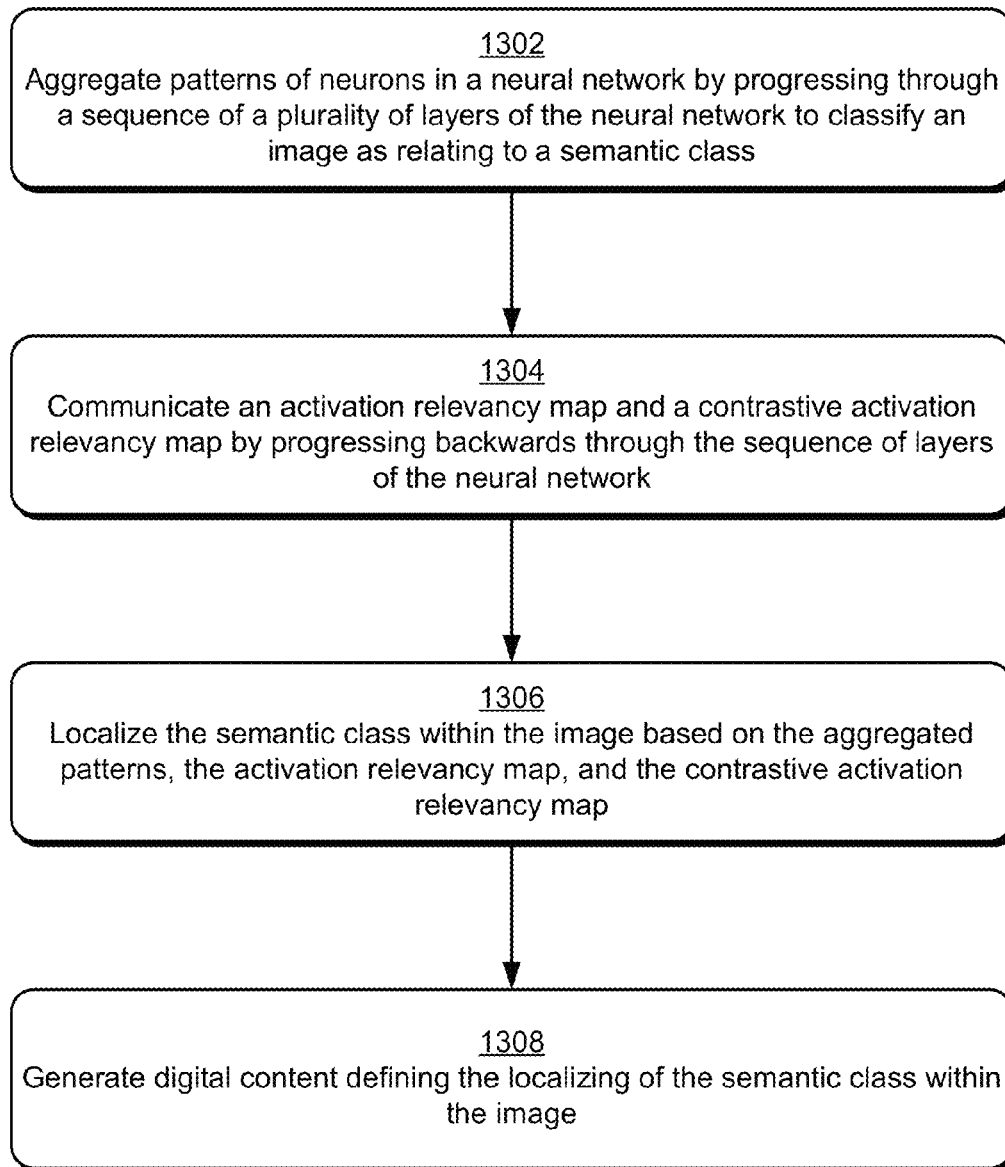 1302
Aggregate patterns of neurons in a neural network by progressing through
a sequence of a plurality of layers of the neural network to classify an
image as relating to a semantic class
1304
Communicate an activation relevancy map and a contrastive activation
relevancy map by progressing backwards through the sequence of layers
of the neural network
1306
Localize the semantic class within the image based on the aggregated
patterns, the activation relevancy map, and the contrastive activation
relevancy map
1308
Generate digital content defining the localizing of the semantic class within
the image